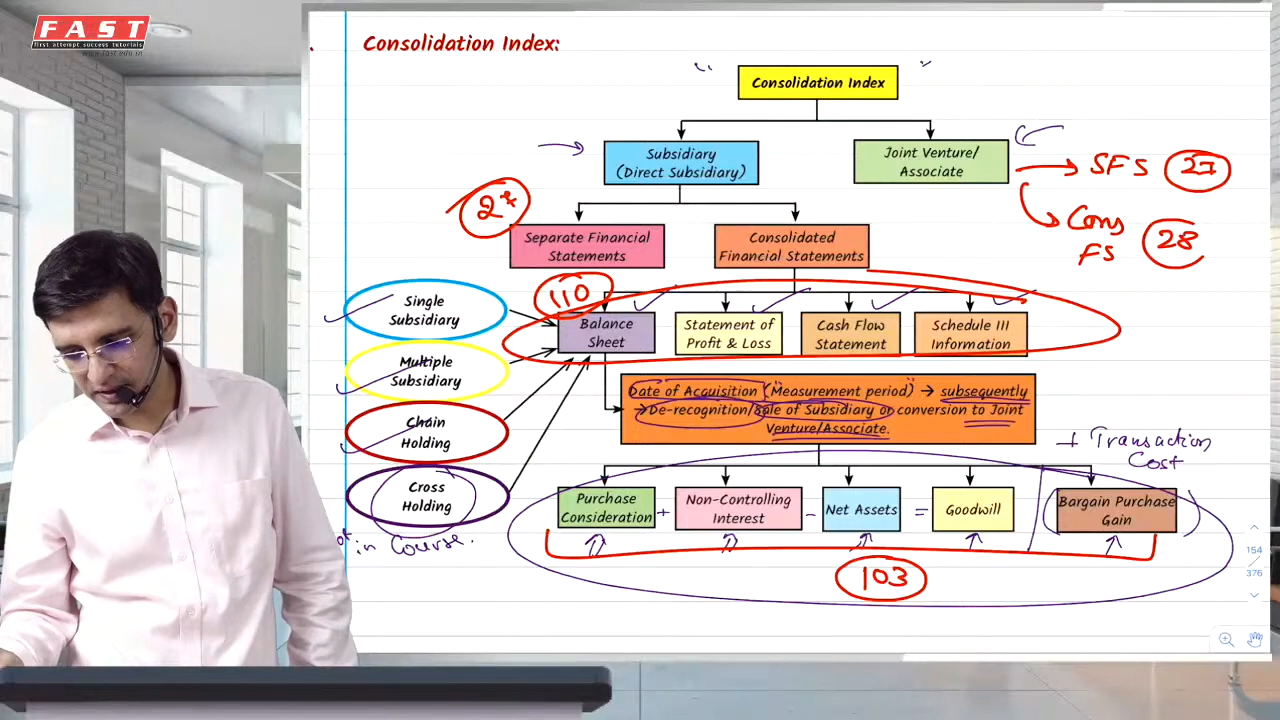 FAST
first attempt success tutorials
www.fast.edu.in
Consolidation Index:
Consolidation Index
Subsidiary
(Direct Subsidiary)
Joint Venture/
Associate
SFS 27
Cons
FS 28
Separate Financial
Statements
Consolidated
Financial Statements
110
Single
Subsidiary
Balance
Sheet
Statement of
Profit & Loss
Cash Flow
Statement
Schedule III
Information
Multiple
Subsidiary
Date of Acquisition ("Measurement period") → subsequently
→ De-recognition/sale of Subsidiary or conversion to Joint
Venture/Associate.
Chain
Holding
+ Transaction
Cost
Cross
Holding
in Course.
Purchase
Consideration
+
Non-Controlling
Interest
-
Net Assets
=
Goodwill
Bargain Purchase
Gain
103
154
376